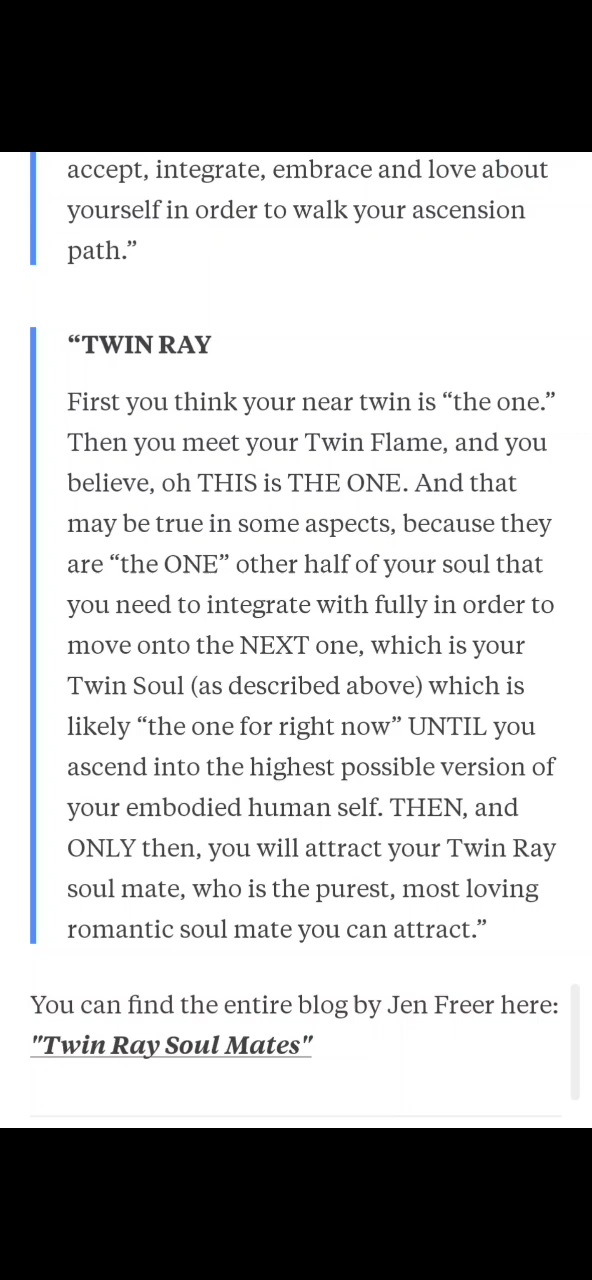 accept, integrate, embrace and love about
yourself in order to walk your ascension
path.”
“TWIN RAY
First you think your near twin is “the one.”
Then you meet your Twin Flame, and you
believe, oh THIS is THE ONE. And that
may be true in some aspects, because they
are “the ONE” other half of your soul that
you need to integrate with fully in order to
move onto the NEXT one, which is your
Twin Soul (as described above) which is
likely “the one for right now” UNTIL you
ascend into the highest possible version of
your embodied human self. THEN, and
ONLY then, you will attract your Twin Ray
soul mate, who is the purest, most loving
romantic soul mate you can attract.”
You can find the entire blog by Jen Freer here:
"Twin Ray Soul Mates"